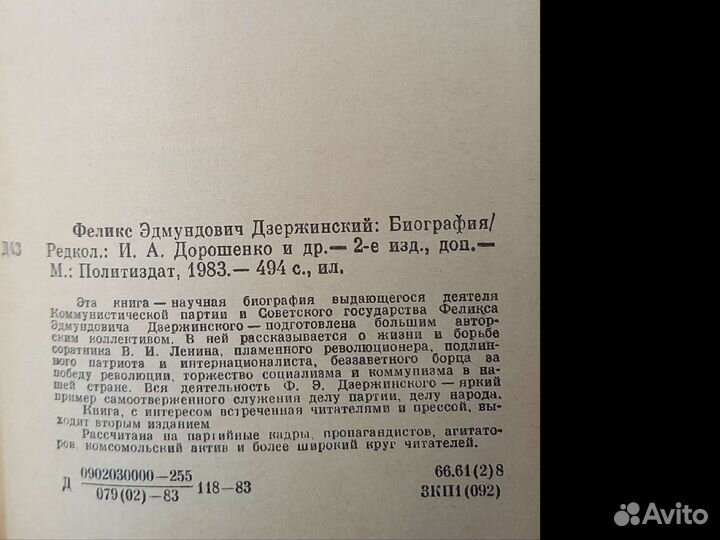 Феликс Эдмундович Дзержинский: Биография/
Д43 Редкол.: И. А. Дорошенко и др.— 2-е изд., доп.—
М.: Политиздат, 1983.— 494 с., ил.
Эта книга — научная биография выдающегося деятеля
Коммунистической партии и Советского государства Феликса
Эдмундовича Дзержинского — подготовлена большим автор-
ским коллективом. В ней рассказывается о жизни и борьбе
соратника В. И. Ленина, пламенного революционера, подлин-
ного патриота и интернационалиста, беззаветного борца за
победу революции, торжество социализма и коммунизма в на-
шей стране. Вся деятельность Ф. Э. Дзержинского — яркий
пример самоотверженного служения делу партии, делу народа.
Книга, с интересом встреченная читателями и прессой, вы-
ходит вторым изданием
Рассчитана на партийные кадры, пропагандистов, агитато-
ров, комсомольский актив и более широкий круг читателей.
Д 0902030000—255 118—83 66.61(2)8
079(02)—83 3КП1(092)
Avito